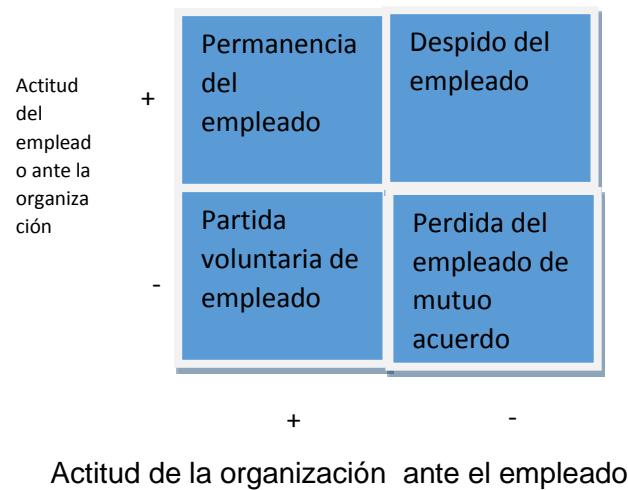 Actitud
del
emplead
o ante la
organiza
ción
+
-
Permanencia
del
empleado
Despido del
empleado
Partida
voluntaria de
empleado
Perdida del
empleado de
mutuo
acuerdo
+
-
Actitud de la organización  ante el empleado